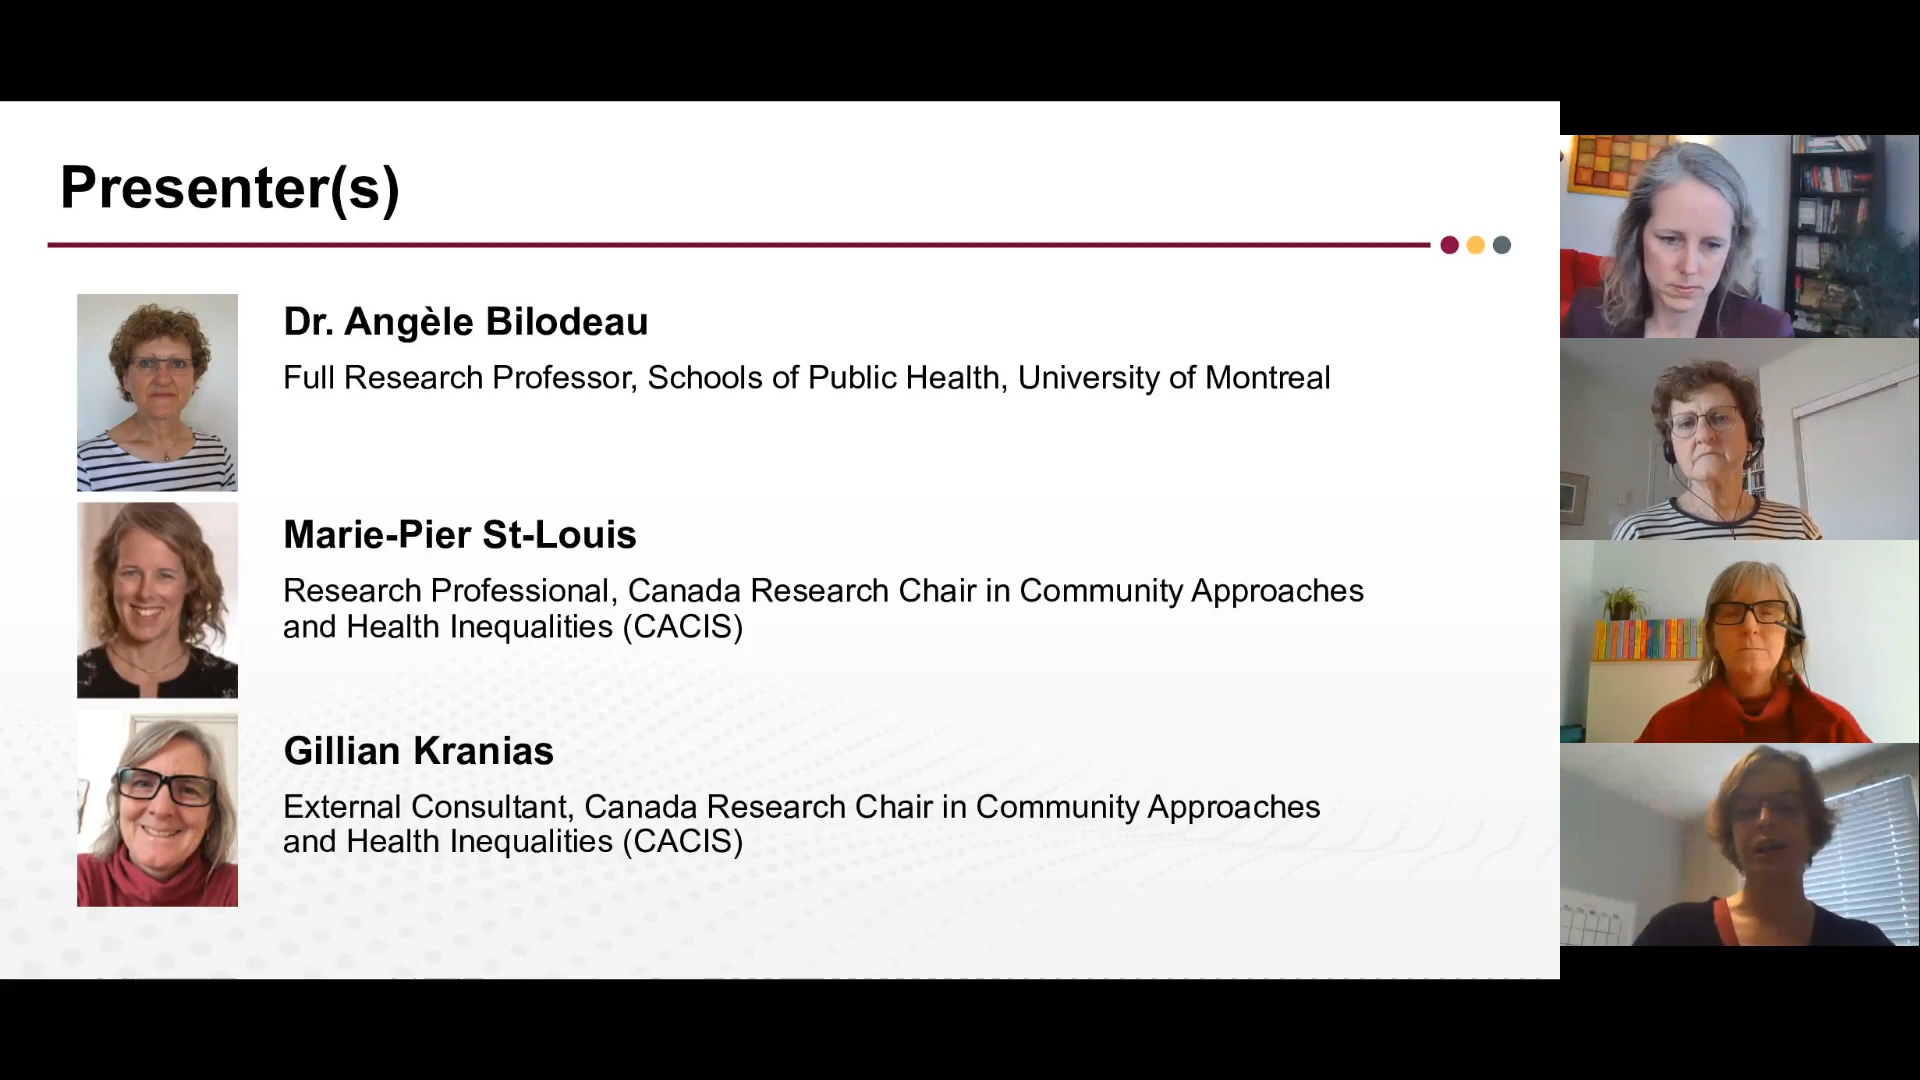 Presenter(s)
Dr. Angèle Bilodeau
Full Research Professor, Schools of Public Health, University of Montreal
Marie-Pier St-Louis
Research Professional, Canada Research Chair in Community Approaches
and Health Inequalities (CACIS)
Gillian Kranias
External Consultant, Canada Research Chair in Community Approaches
and Health Inequalities (CACIS)